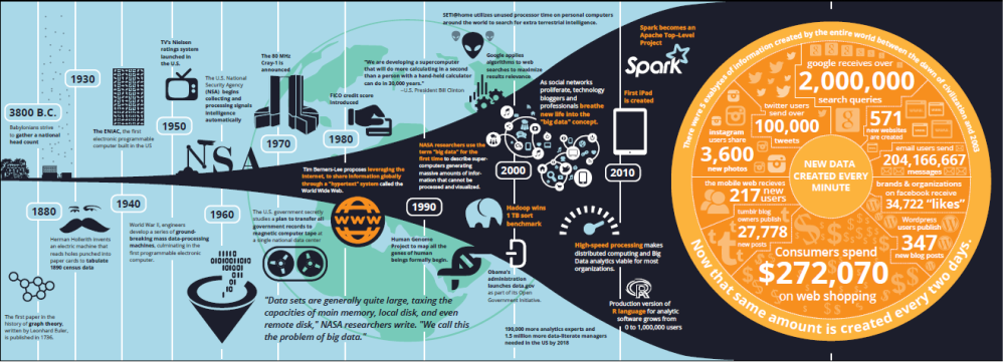 3800 B.C.
Babylonians strive
to gather a national
head count
1930
The ENIAC, the first
electronic programmable
computer built in the US
TV's Nielsen
ratings system
launched in
the U.S.
1950
The U.S. National
Security Agency
(NSA) begins
collecting and
processing signals
intelligence
automatically
NSA
The 80 MHz
Cray-1 is
announced
1970
FICO credit score
introduced
1980
"We are developing a supercomputer
that will do more calculating in a second
than a person with a hand-held calculator
can do in 30,000 years."
-U.S. President Bill Clinton
SETI@home utilizes unused processor time on personal computers
around the world to search for extra terrestrial intelligence.
Google applies
algorithms to web
searches to maximize
results relevance
As social networks
proliferate, technology
bloggers and
professionals breathe
new life into the
"big data" concept.
Spark becomes an
Apache Top-Level
Project
Spark
First iPad
is created
Tim Berners-Lee proposes leveraging the
internet, to share information globally
through a "hypertext" system called the
World Wide Web.
NASA researchers use the
term "big data" for the
first time to describe super-
computers generating
massive amounts of infor-
mation that cannot be
processed and visualized.
2000
2010
1880
Herman Hollerith invents
an electric machine that
reads holes punched into
paper cards to tabulate
1890 census data
The first paper in the
history of graph theory,
written by Leonhard Euler,
is published in 1736.
1940
World War II, engineers
develop a series of ground-
breaking mass data-processing
machines, culminating in the
first programmable electronic
computer.
1960
The U.S. government secretly
studies a plan to transfer all
government records to
magnetic computer tape at
a single national data center
WWW
1990
Human Genome
Project to map all the
genes of human
beings formally begin.
Hadoop wins
1 TB sort
benchmark
Obama's
administration
launches data.gov
as part of its Open
Government Initiative.
High-speed processing makes
distributed computing and Big
Data analytics viable for most
organizations.
R
Production version of
R language for analytic
software grows from
0 to 1,000,000 users
"Data sets are generally quite large, taxing the
capacities of main memory, local disk, and even
remote disk," NASA researchers write. "We call this
the problem of big data."
190,000 more analytics experts and
1.5 million more data-literate managers
needed in the US by 2018
There were 5 exabytes of information created by the entire world between the dawn of civilization and 2003
google receives over
2,000,000
search queries
twitter users
send over
100,000
tweets
571
new websites
are created
instagram
users share
3,600
new photos
email users send
204,166,667
messages
NEW DATA
CREATED EVERY
MINUTE
the mobile web recieves
217 new
users
brands & organizations
on facebook receive
34,722 "likes"
tumblr blog
owners publish
27,778
new posts
Wordpress
users publish
347
new blog posts
Consumers spend
$272,070
on web shopping
Now that same amount is created every two days.